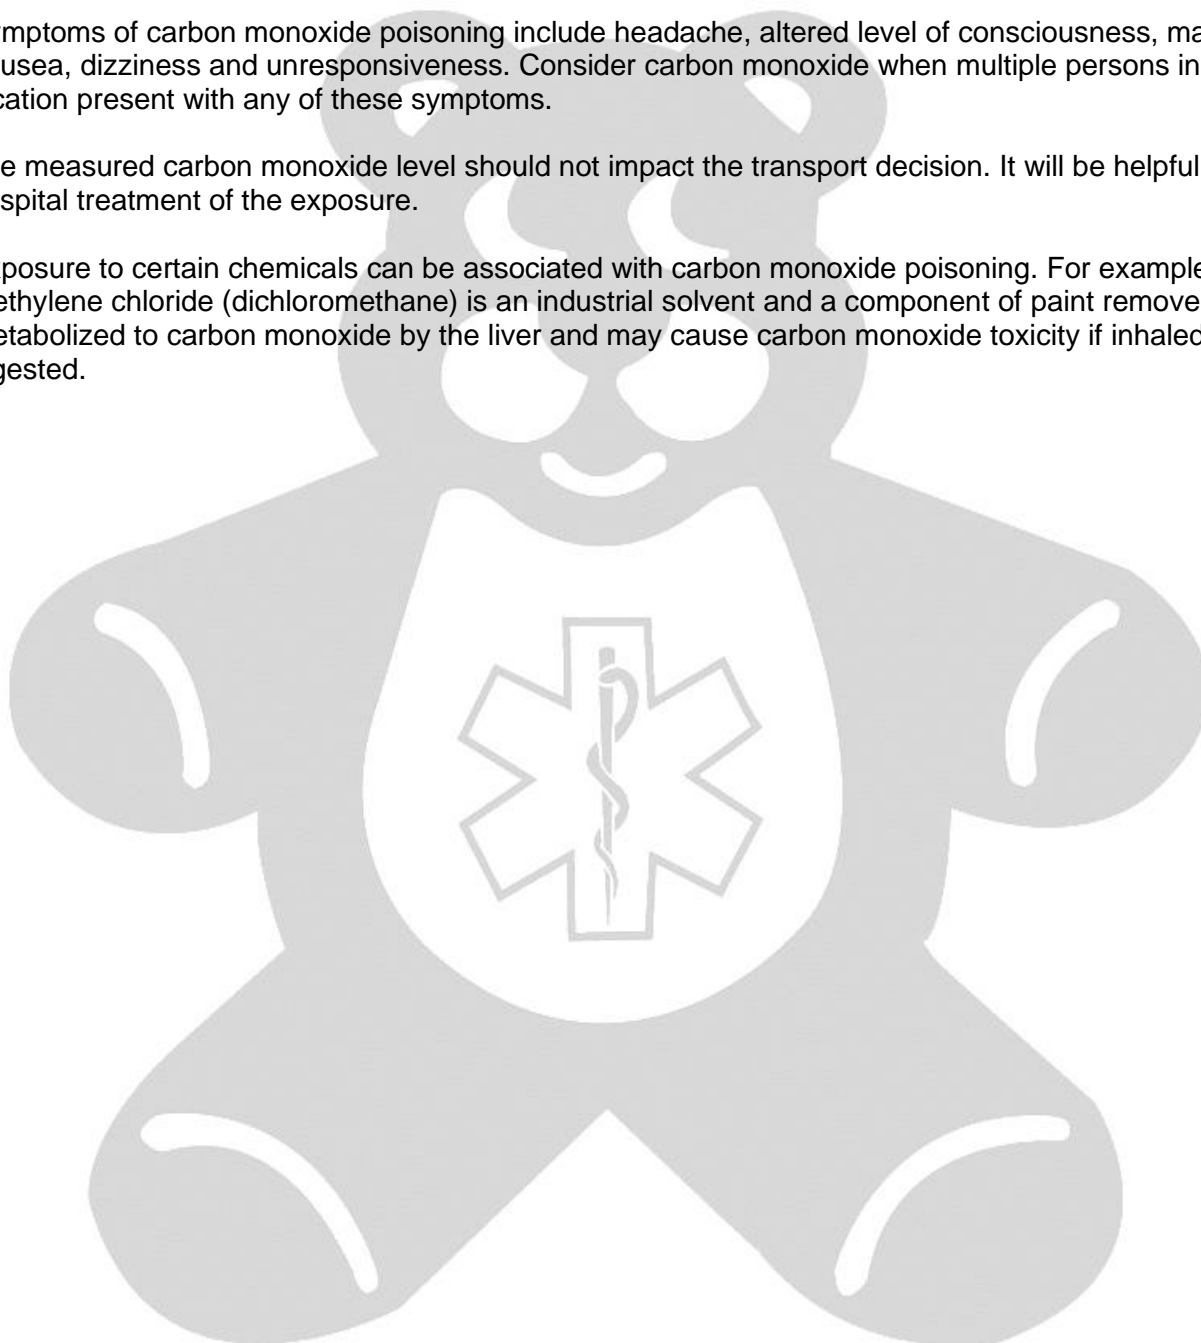 mptoms of carbon monoxide poisoning include headache, altered level of consciousness, ma
usea, dizziness and unresponsiveness. Consider carbon monoxide when multiple persons in
cation present with any of these symptoms.
e measured carbon monoxide level should not impact the transport decision. It will be helpful
spital treatment of the exposure.
posure to certain chemicals can be associated with carbon monoxide poisoning. For example
ethylene chloride (dichloromethane) is an industrial solvent and a component of paint remove
etabolized to carbon monoxide by the liver and may cause carbon monoxide toxicity if inhaled
gested.